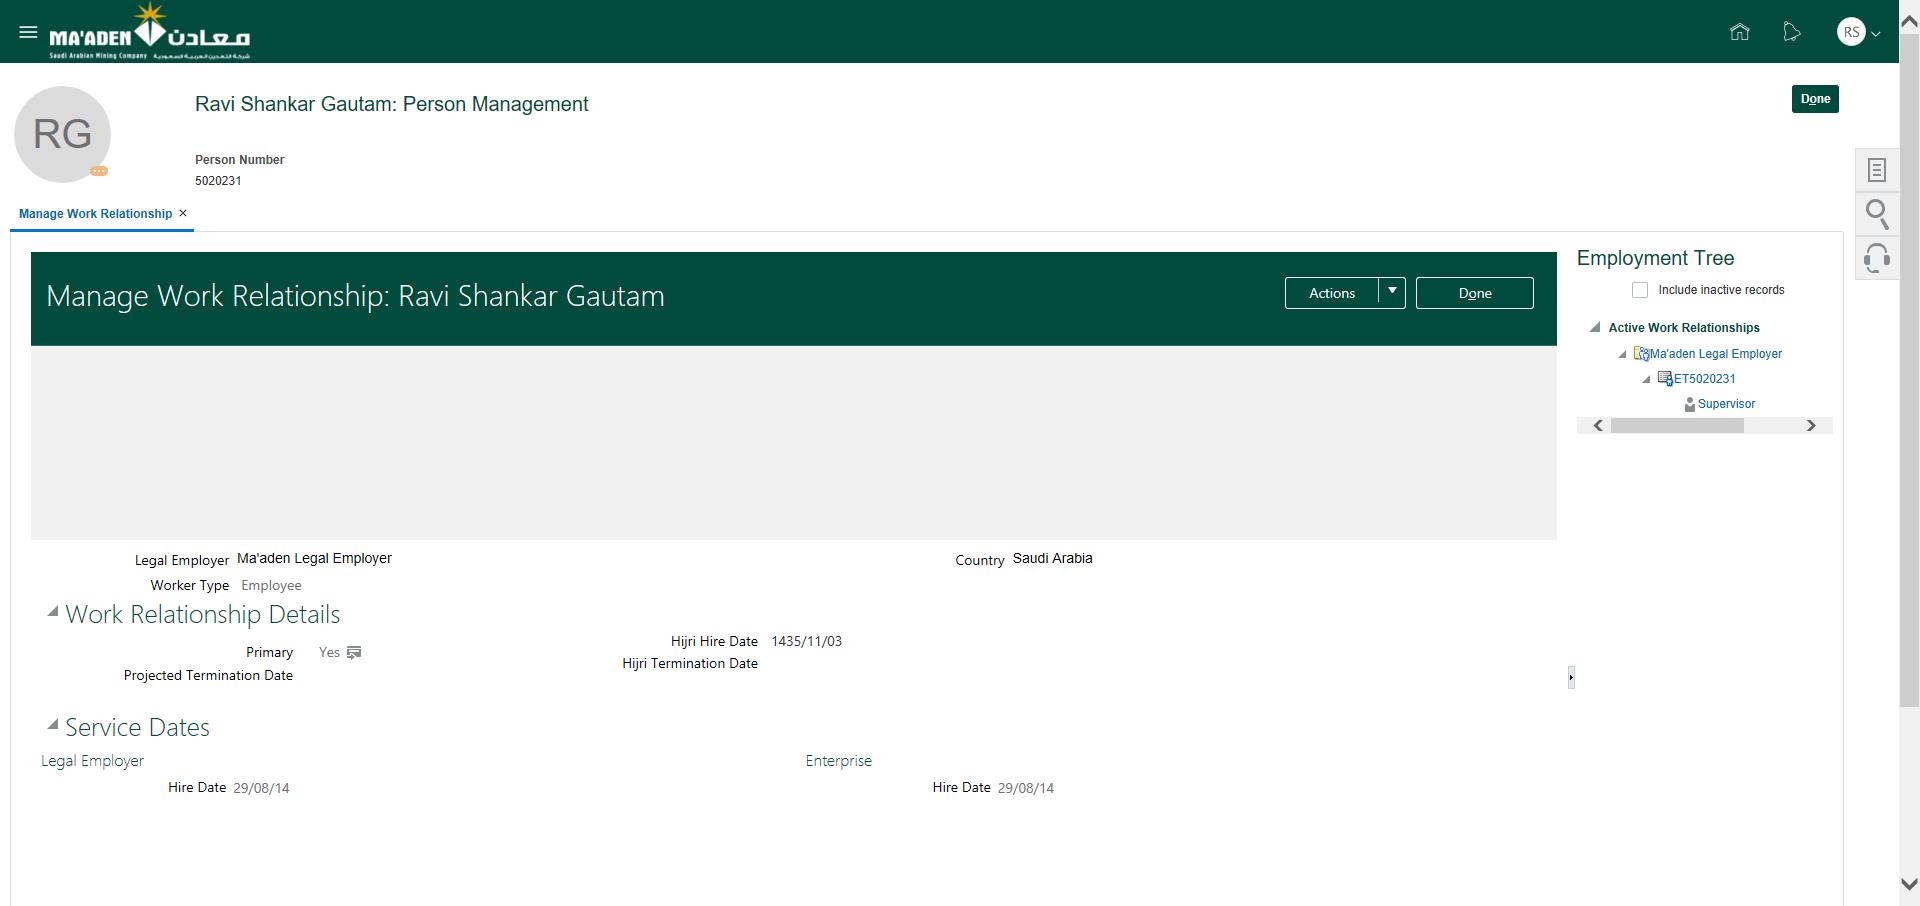 MA'ADEN معادن
Saudi Arabian Mining Company شركة التعدين العربية السعودية
RS
RG
Ravi Shankar Gautam: Person Management
Done
Person Number
5020231
Manage Work Relationship
Manage Work Relationship: Ravi Shankar Gautam
Actions
Done
Employment Tree
Include inactive records
Active Work Relationships
Ma'aden Legal Employer
ET5020231
Supervisor
Legal Employer Ma'aden Legal Employer
Country Saudi Arabia
Worker Type Employee
Work Relationship Details
Primary Yes
Hijri Hire Date 1435/11/03
Hijri Termination Date
Projected Termination Date
Service Dates
Legal Employer
Enterprise
Hire Date 29/08/14
Hire Date 29/08/14